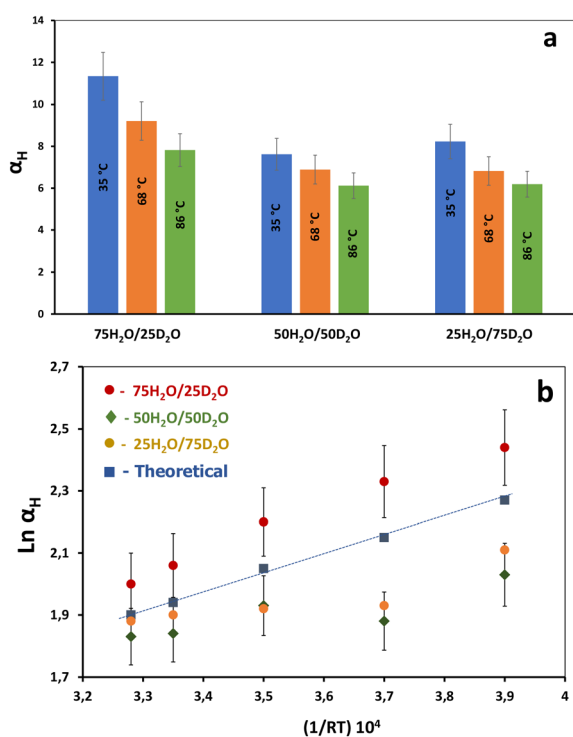 a
14
12
10
8
6
4
2
0
α_H
35 °C
68 °C
86 °C
35 °C
68 °C
86 °C
35 °C
68 °C
86 °C
75H₂O/25D₂O
50H₂O/50D₂O
25H₂O/75D₂O
b
2,7
2,5
2,3
2,1
1,9
1,7
Ln α_H
- 75H₂O/25D₂O
- 50H₂O/50D₂O
- 25H₂O/75D₂O
- Theoretical
3,2
3,3
3,4
3,5
3,6
3,7
3,8
3,9
4
(1/RT) 10⁴